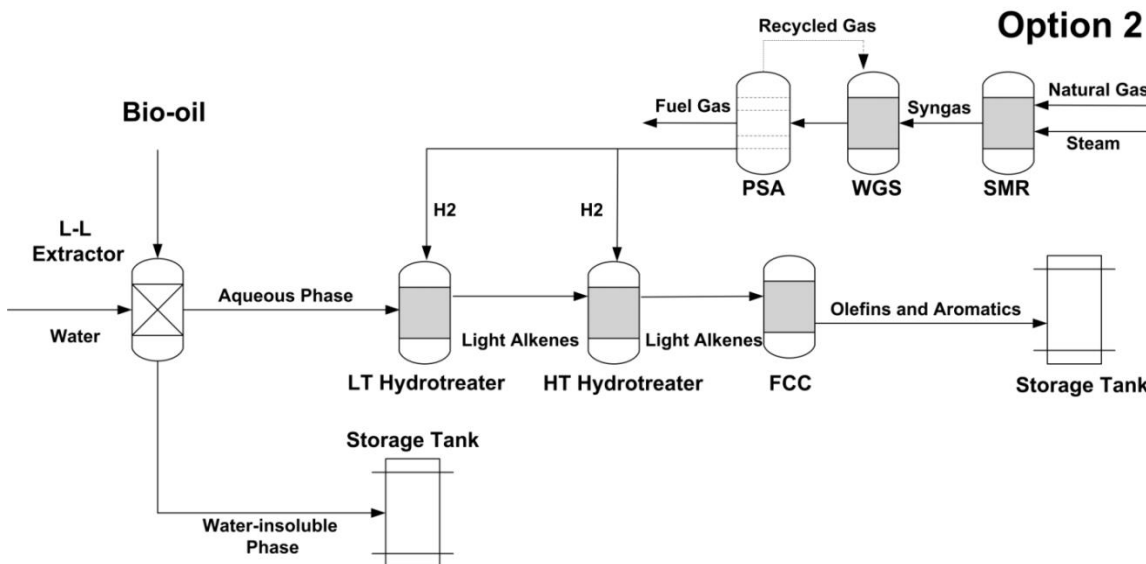 Option 2
Recycled Gas
Natural Gas
Fuel Gas
Syngas
Bio-oil
Steam
PSA
WGS
SMR
H2
H2
L-L
Extractor
Aqueous Phase
Olefins and Aromatics
Water
Light Alkenes
Light Alkenes
LT Hydrotreater
HT Hydrotreater
FCC
Storage Tank
Storage Tank
Water-insoluble
Phase